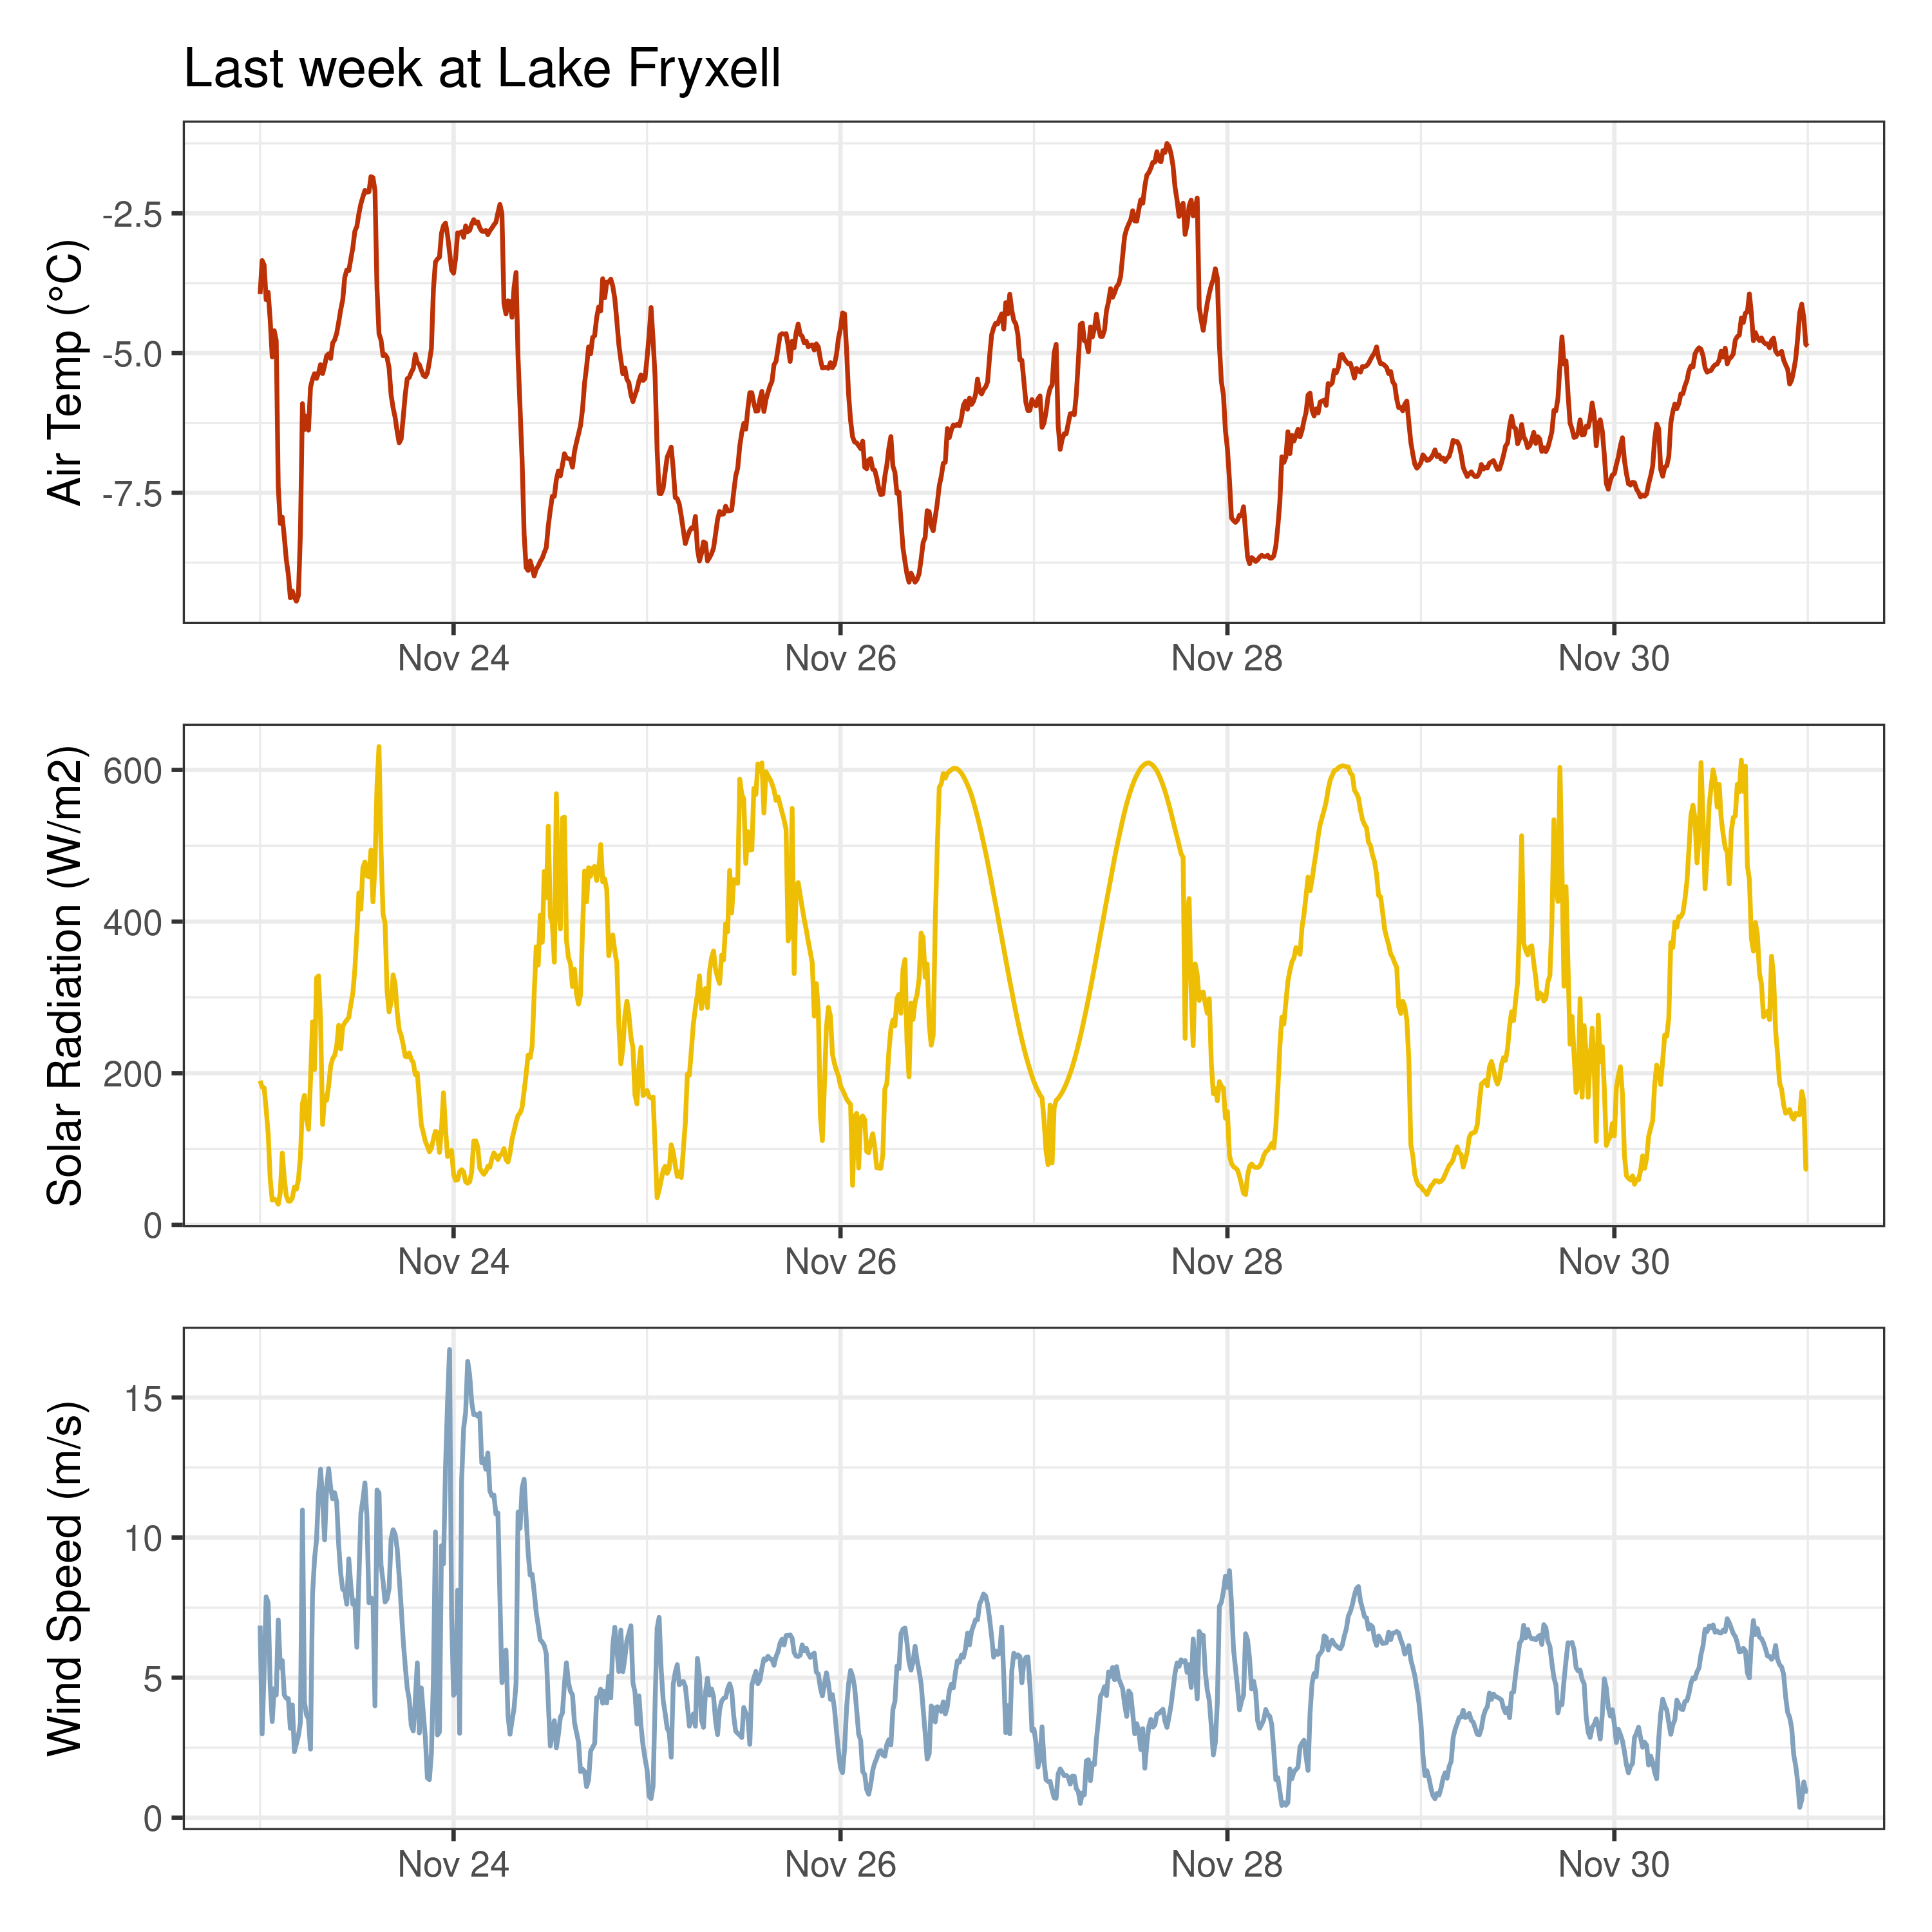 Last week at Lake Fryxell
Air Temp (°C)
-2.5
-5.0
-7.5
Nov 24 Nov 26 Nov 28 Nov 30
Solar Radiation (W/m2)
600
400
200
0
Nov 24 Nov 26 Nov 28 Nov 30
Wind Speed (m/s)
15
10
5
0
Nov 24 Nov 26 Nov 28 Nov 30